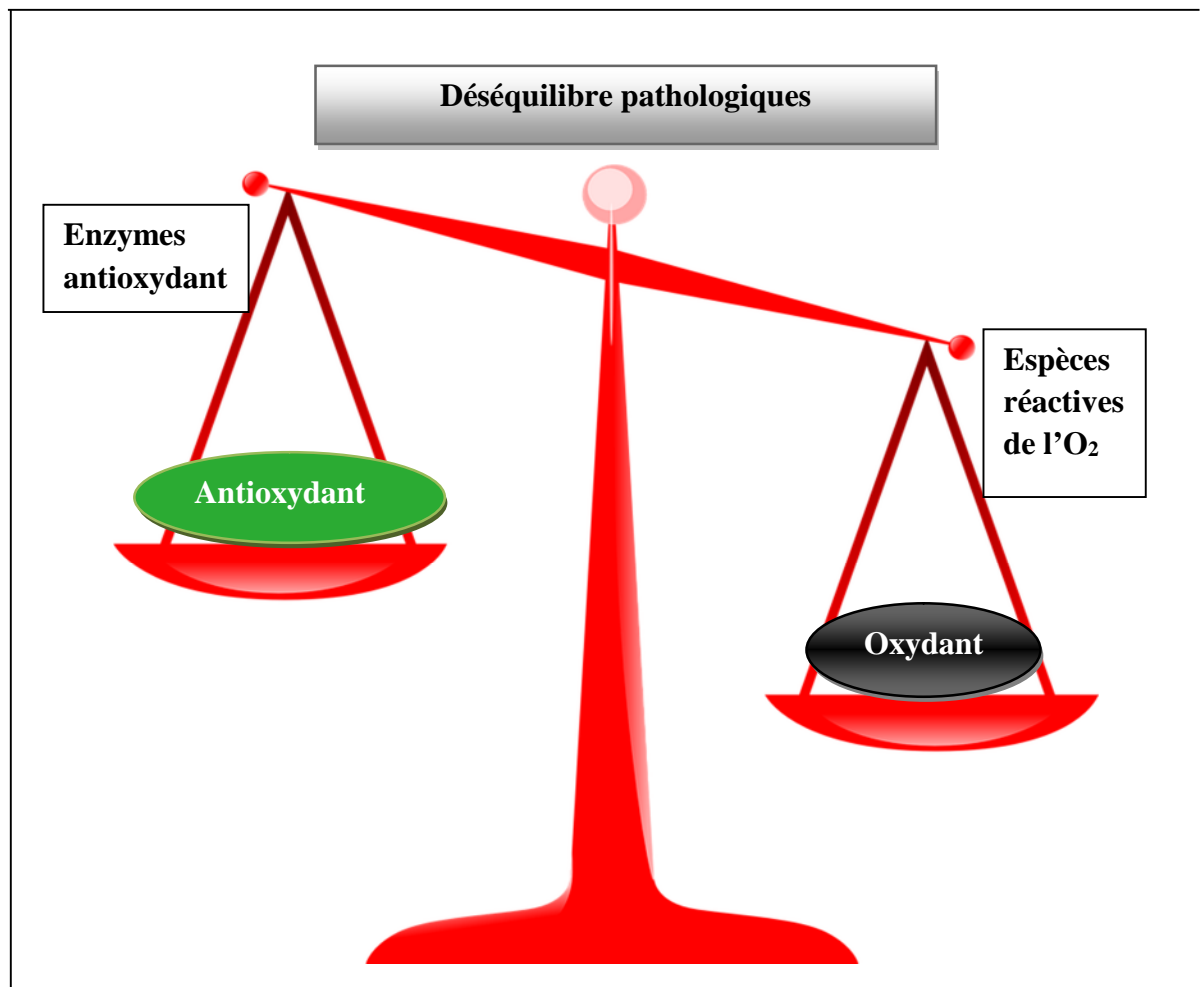 Déséquilibre pathologiques
Enzymes
antioxydant
Espèces
réactives
de l’O₂
Antioxydant
Oxydant